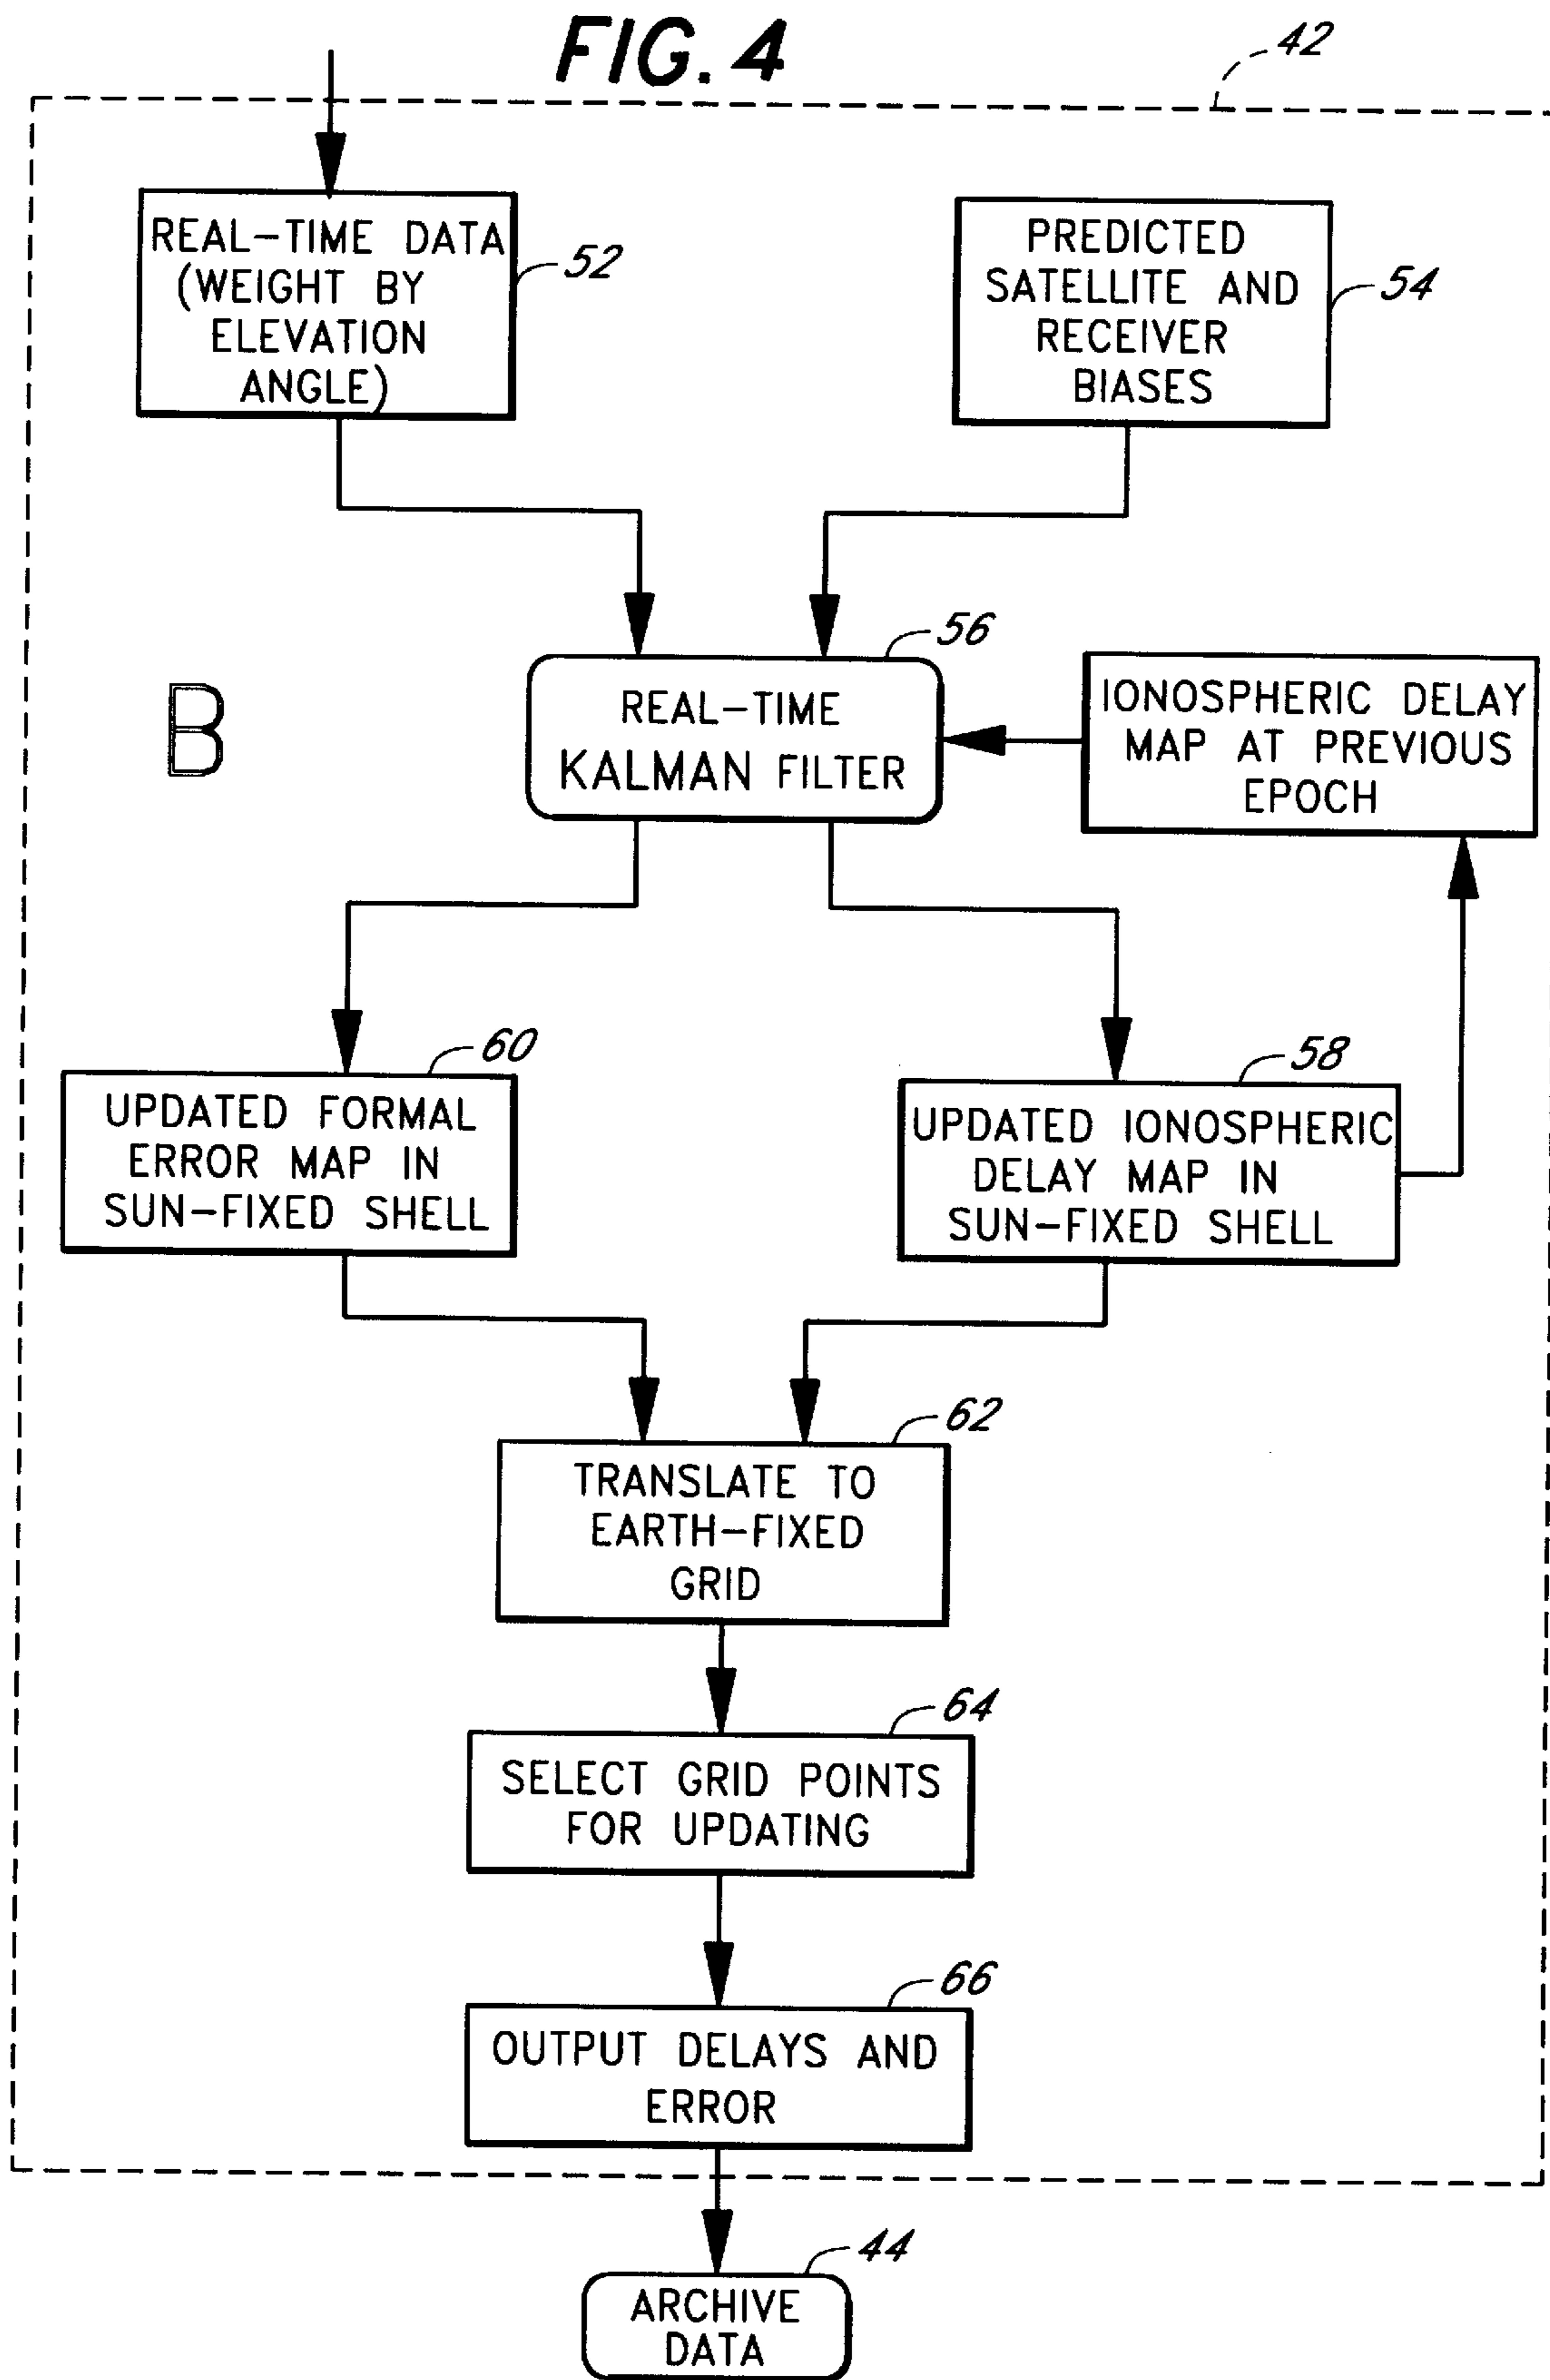 FIG. 4
42
REAL-TIME DATA
(WEIGHT BY
ELEVATION
ANGLE)
52
PREDICTED
SATELLITE AND
RECEIVER
BIASES
54
56
REAL-TIME
KALMAN FILTER
IONOSPHERIC DELAY
MAP AT PREVIOUS
EPOCH
B
60
UPDATED FORMAL
ERROR MAP IN
SUN-FIXED SHELL
58
UPDATED IONOSPHERIC
DELAY MAP IN
SUN-FIXED SHELL
62
TRANSLATE TO
EARTH-FIXED
GRID
64
SELECT GRID POINTS
FOR UPDATING
66
OUTPUT DELAYS AND
ERROR
44
ARCHIVE
DATA